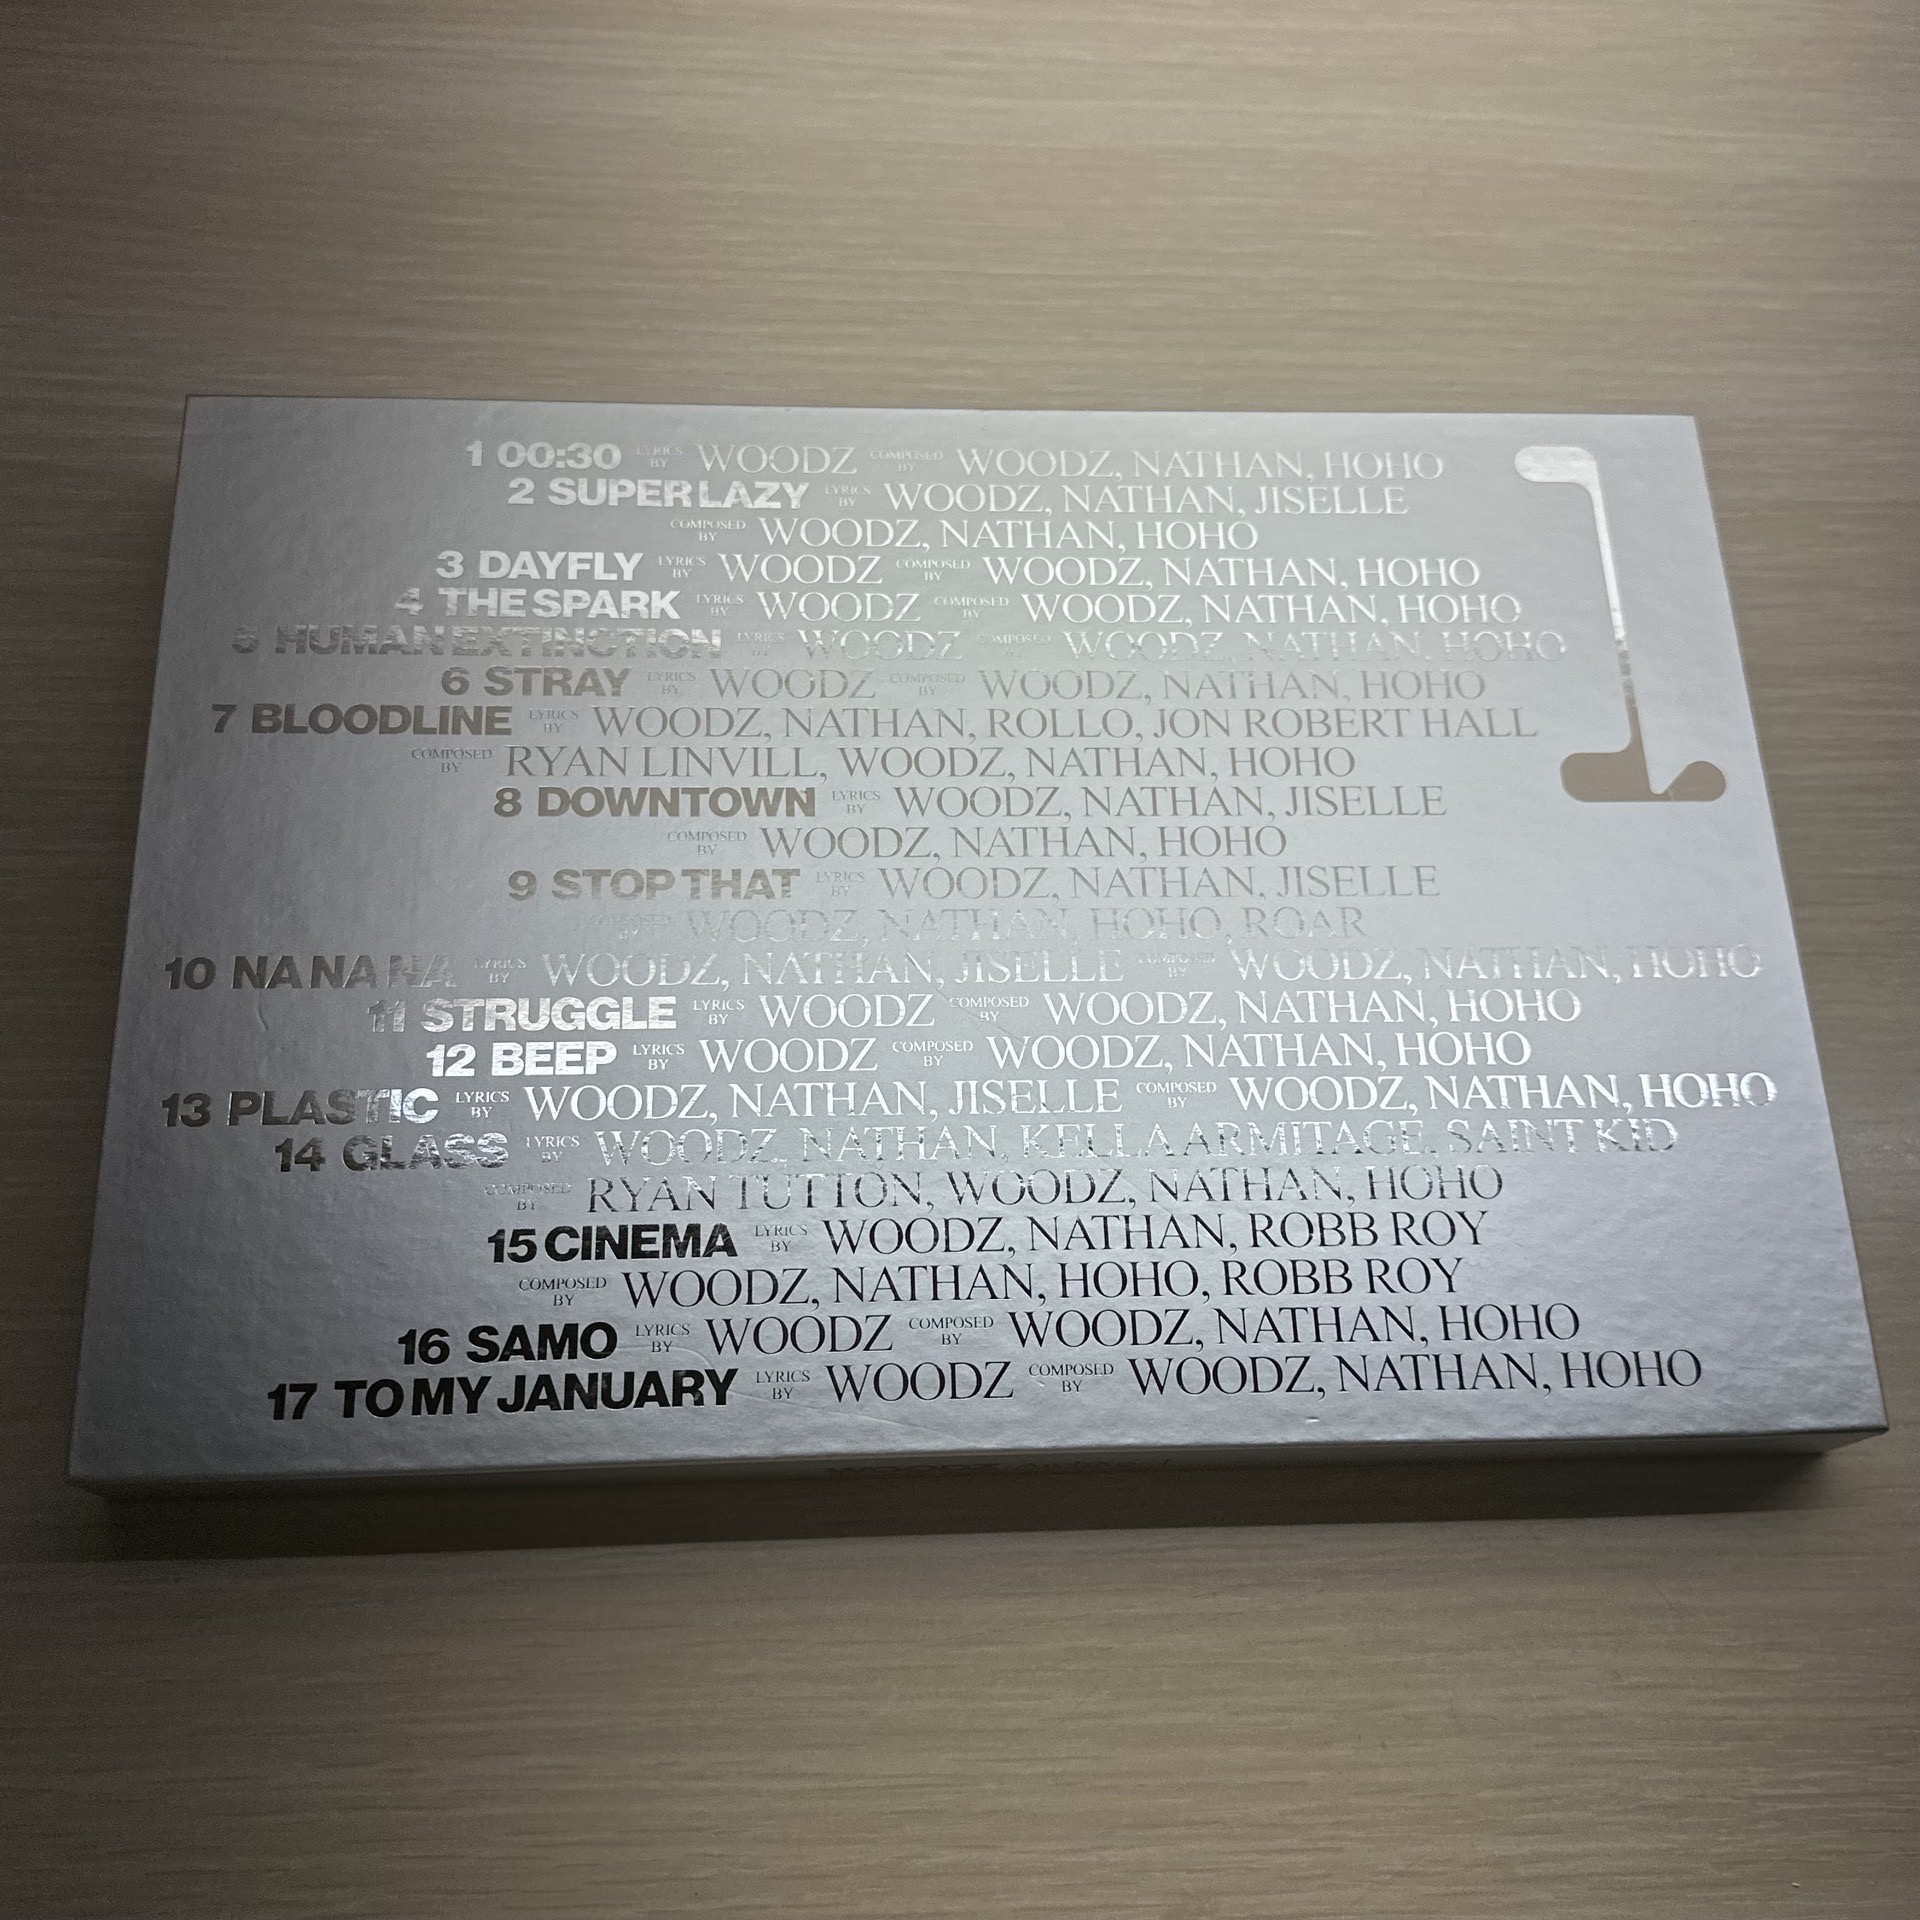 1 00:30 LYRICS BY WOODZ COMPOSED BY WOODZ, NATHAN, HOHO
2 SUPER LAZY LYRICS BY WOODZ, NATHAN, JISELLE
COMPOSED BY WOODZ, NATHAN, HOHO
3 DAYFLY LYRICS BY WOODZ COMPOSED BY WOODZ, NATHAN, HOHO
4 THE SPARK LYRICS BY WOODZ COMPOSED BY WOODZ, NATHAN, HOHO
5 HUMAN EXTINCTION LYRICS BY WOODZ COMPOSED BY WOODZ, NATHAN, HOHO
6 STRAY LYRICS BY WOODZ COMPOSED BY WOODZ, NATHAN, HOHO
7 BLOODLINE LYRICS BY WOODZ, NATHAN, ROLLO, JON ROBERT HALL
COMPOSED BY RYAN LINVILL, WOODZ, NATHAN, HOHO
8 DOWNTOWN LYRICS BY WOODZ, NATHAN, JISELLE
COMPOSED BY WOODZ, NATHAN, HOHO
9 STOP THAT LYRICS BY WOODZ, NATHAN, JISELLE
COMPOSED BY WOODZ, NATHAN, HOHO, ROAR
10 NA NA NA LYRICS BY WOODZ, NATHAN, JISELLE COMPOSED BY WOODZ, NATHAN, HOHO
11 STRUGGLE LYRICS BY WOODZ COMPOSED BY WOODZ, NATHAN, HOHO
12 BEEP LYRICS BY WOODZ COMPOSED BY WOODZ, NATHAN, HOHO
13 PLASTIC LYRICS BY WOODZ, NATHAN, JISELLE COMPOSED BY WOODZ, NATHAN, HOHO
14 GLASS LYRICS BY WOODZ, NATHAN, KELLA ARMITAGE, SAINT KID
COMPOSED BY RYAN TUTTON, WOODZ, NATHAN, HOHO
15 CINEMA LYRICS BY WOODZ, NATHAN, ROBB ROY
COMPOSED BY WOODZ, NATHAN, HOHO, ROBB ROY
16 SAMO LYRICS BY WOODZ COMPOSED BY WOODZ, NATHAN, HOHO
17 TO MY JANUARY LYRICS BY WOODZ COMPOSED BY WOODZ, NATHAN, HOHO